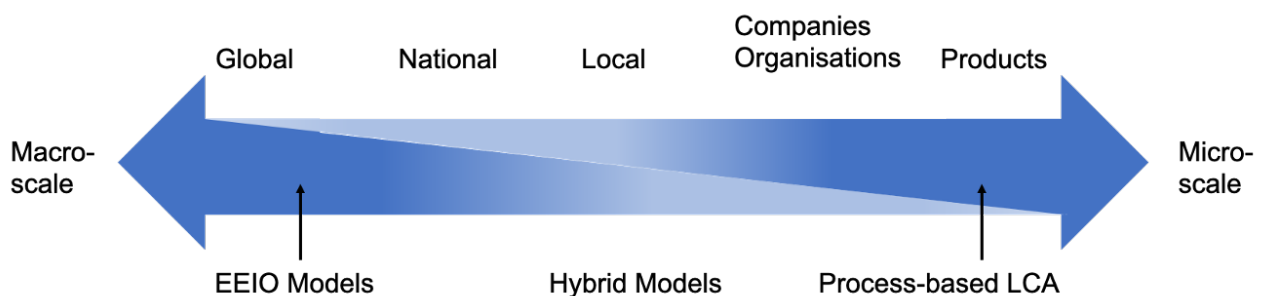 Global
National
Local
Companies
Organisations
Products
Macro-
scale
Micro-
scale
EEIO Models
Hybrid Models
Process-based LCA